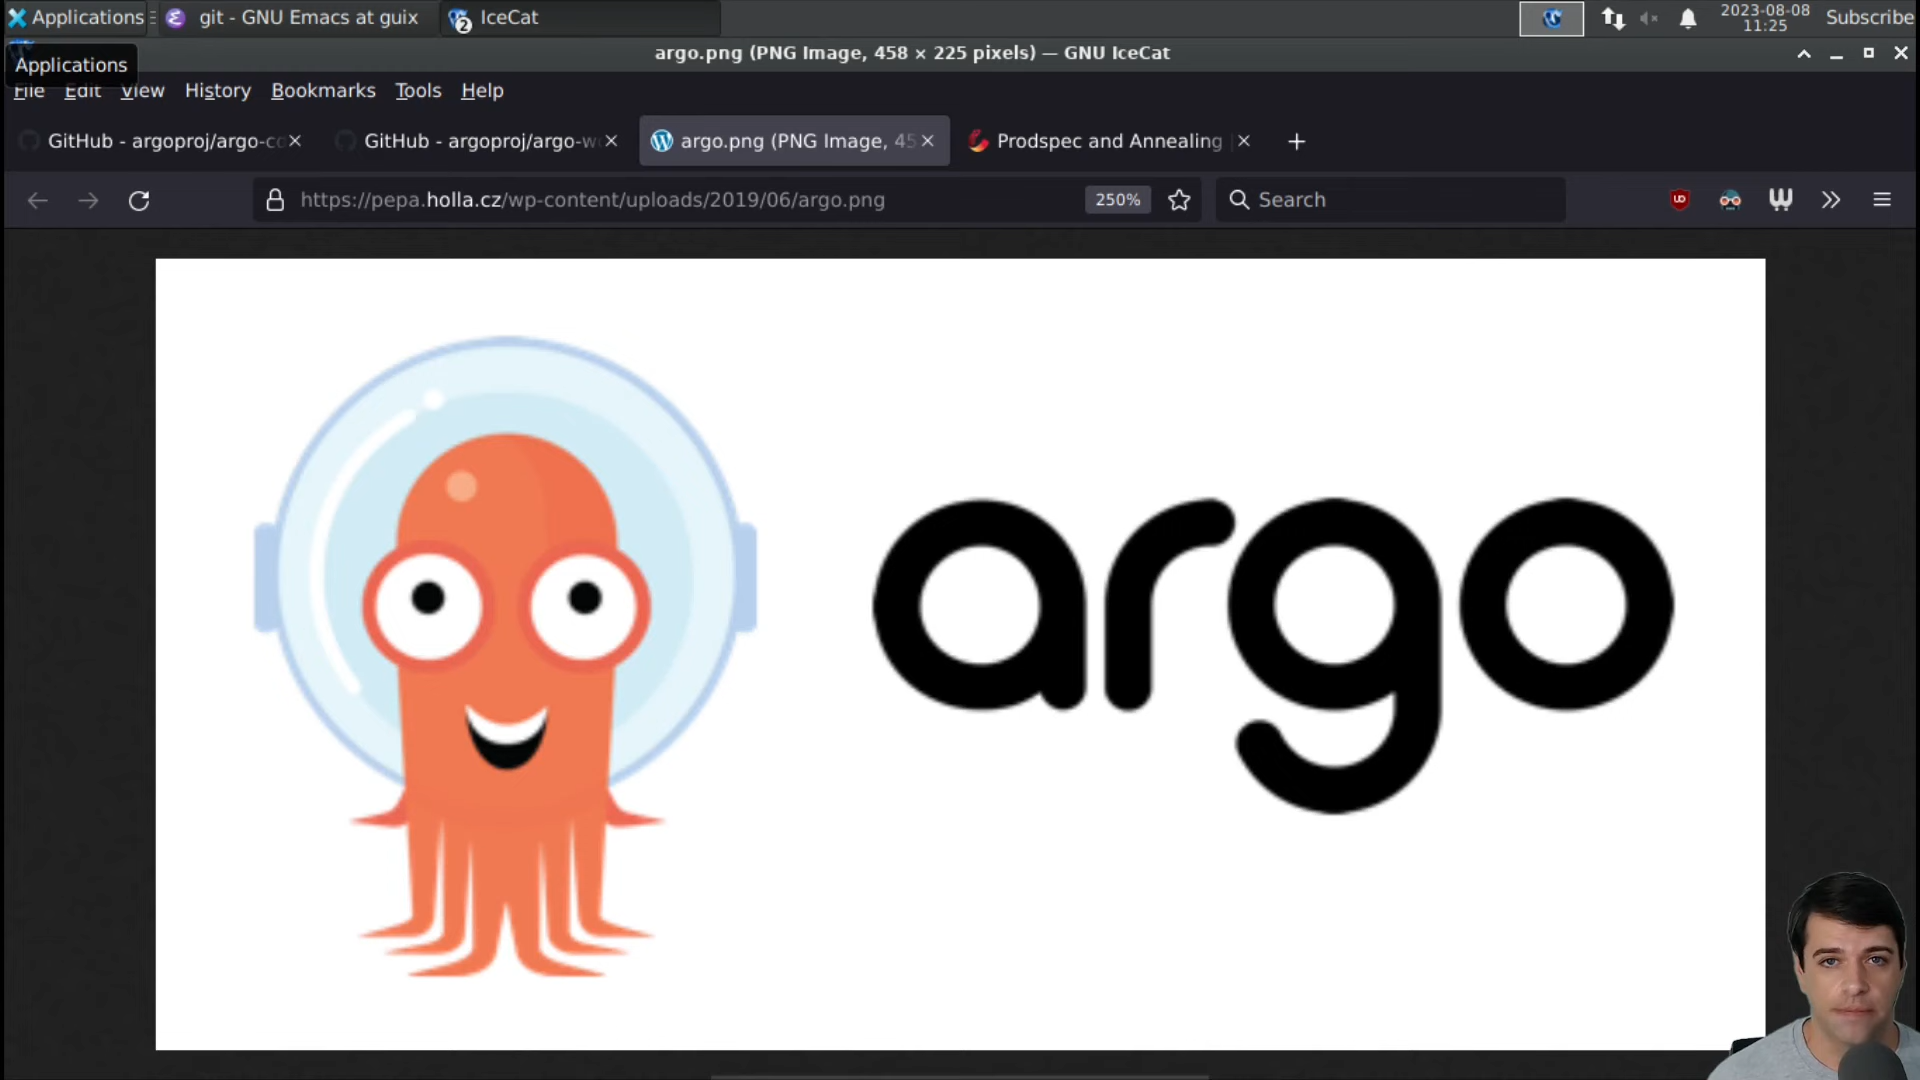 Applications
git - GNU Emacs at guix
2
IceCat
2023-08-08
11:25
Subscribe
argo.png (PNG Image, 458 × 225 pixels) — GNU IceCat
Applications
File Edit View History Bookmarks Tools Help
GitHub - argoproj/argo-c
GitHub - argoproj/argo-w
argo.png (PNG Image, 45
Prodspec and Annealing
https://pepa.holla.cz/wp-content/uploads/2019/06/argo.png
250%
Search
argo